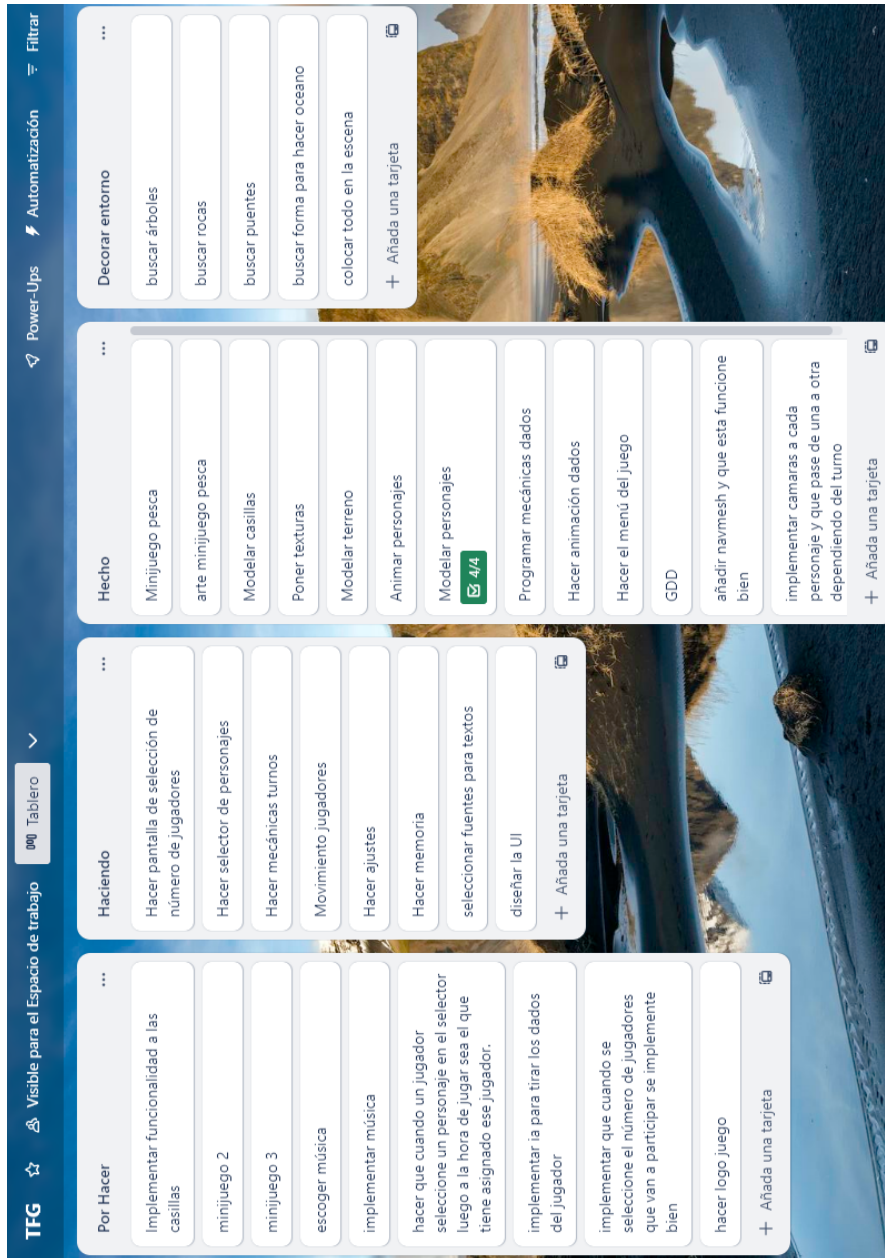 TFG
Visible para el Espacio de trabajo
Tablero
Power-Ups
Automatización
Filtrar
Por Hacer
Implementar funcionalidad a las
casillas
minijuego 2
minijuego 3
escoger música
implementar música
hacer que cuando un jugador
seleccione un personaje en el selector
luego a la hora de jugar sea el que
tiene asignado ese jugador.
implementar ia para tirar los dados
del jugador
implementar que cuando se
seleccione el número de jugadores
que van a participar se implemente
bien
hacer logo juego
+ Añada una tarjeta
Haciendo
Hacer pantalla de selección de
número de jugadores
Hacer selector de personajes
Hacer mecánicas turnos
Movimiento jugadores
Hacer ajustes
Hacer memoria
seleccionar fuentes para textos
diseñar la UI
+ Añada una tarjeta
Hecho
Minijuego pesca
arte minijuego pesca
Modelar casillas
Poner texturas
Modelar terreno
Animar personajes
Modelar personajes
4/4
Programar mecánicas dados
Hacer animación dados
Hacer el menú del juego
GDD
añadir navmesh y que esta funcione
bien
implementar camaras a cada
personaje y que pase de una a otra
dependiendo del turno
+ Añada una tarjeta
Decorar entorno
buscar árboles
buscar rocas
buscar puentes
buscar forma para hacer oceano
colocar todo en la escena
+ Añada una tarjeta